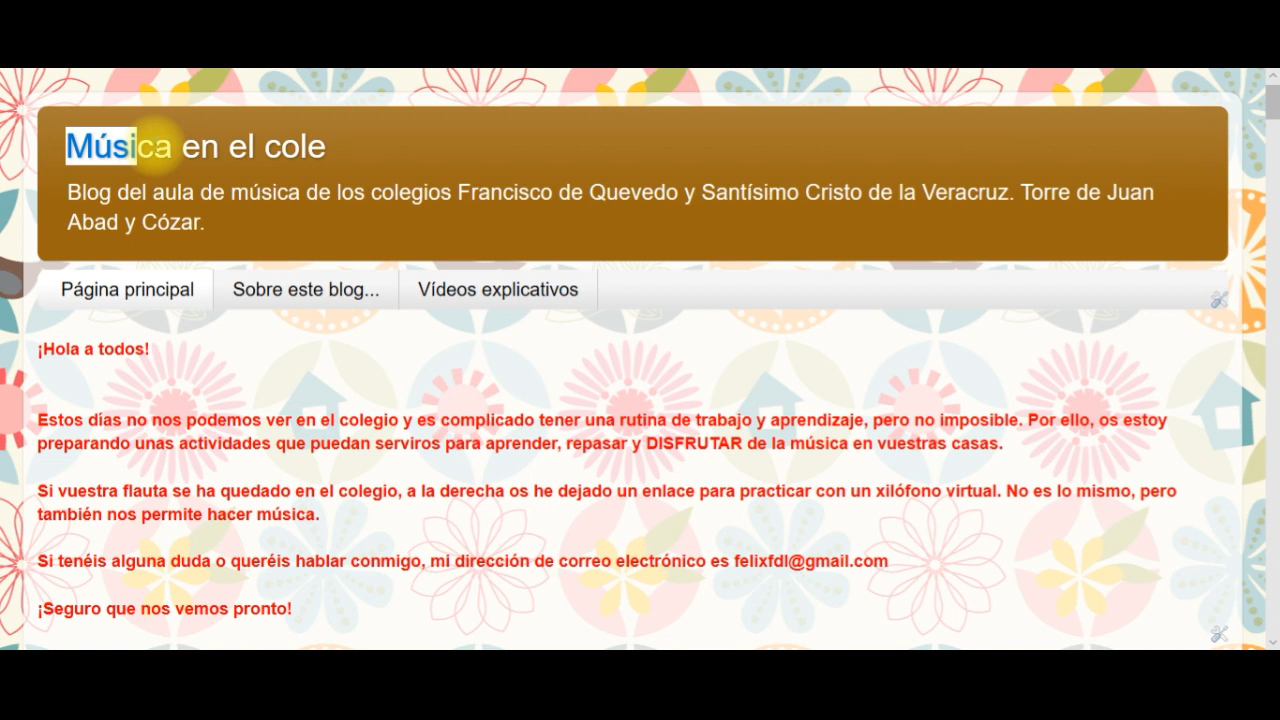 Música en el cole
Blog del aula de música de los colegios Francisco de Quevedo y Santísimo Cristo de la Veracruz. Torre de Juan
Abad y Cózar.
Página principal
Sobre este blog...
Vídeos explicativos
¡Hola a todos!
Estos días no nos podemos ver en el colegio y es complicado tener una rutina de trabajo y aprendizaje, pero no imposible. Por ello, os estoy
preparando unas actividades que puedan serviros para aprender, repasar y DISFRUTAR de la música en vuestras casas.
Si vuestra flauta se ha quedado en el colegio, a la derecha os he dejado un enlace para practicar con un xilófono virtual. No es lo mismo, pero
también nos permite hacer música.
Si tenéis alguna duda o queréis hablar conmigo, mi dirección de correo electrónico es felixfdl@gmail.com
¡Seguro que nos vemos pronto!